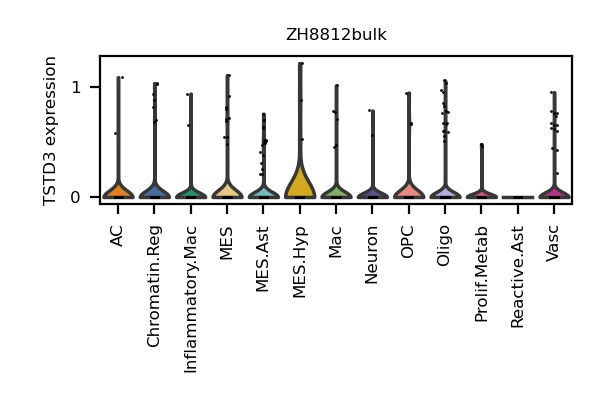 ZH8812bulk
TSTD3 expression
1
0
AC
Chromatin.Reg
Inflammatory.Mac
MES
MES.Ast
MES.Hyp
Mac
Neuron
OPC
Oligo
Prolif.Metab
Reactive.Ast
Vasc